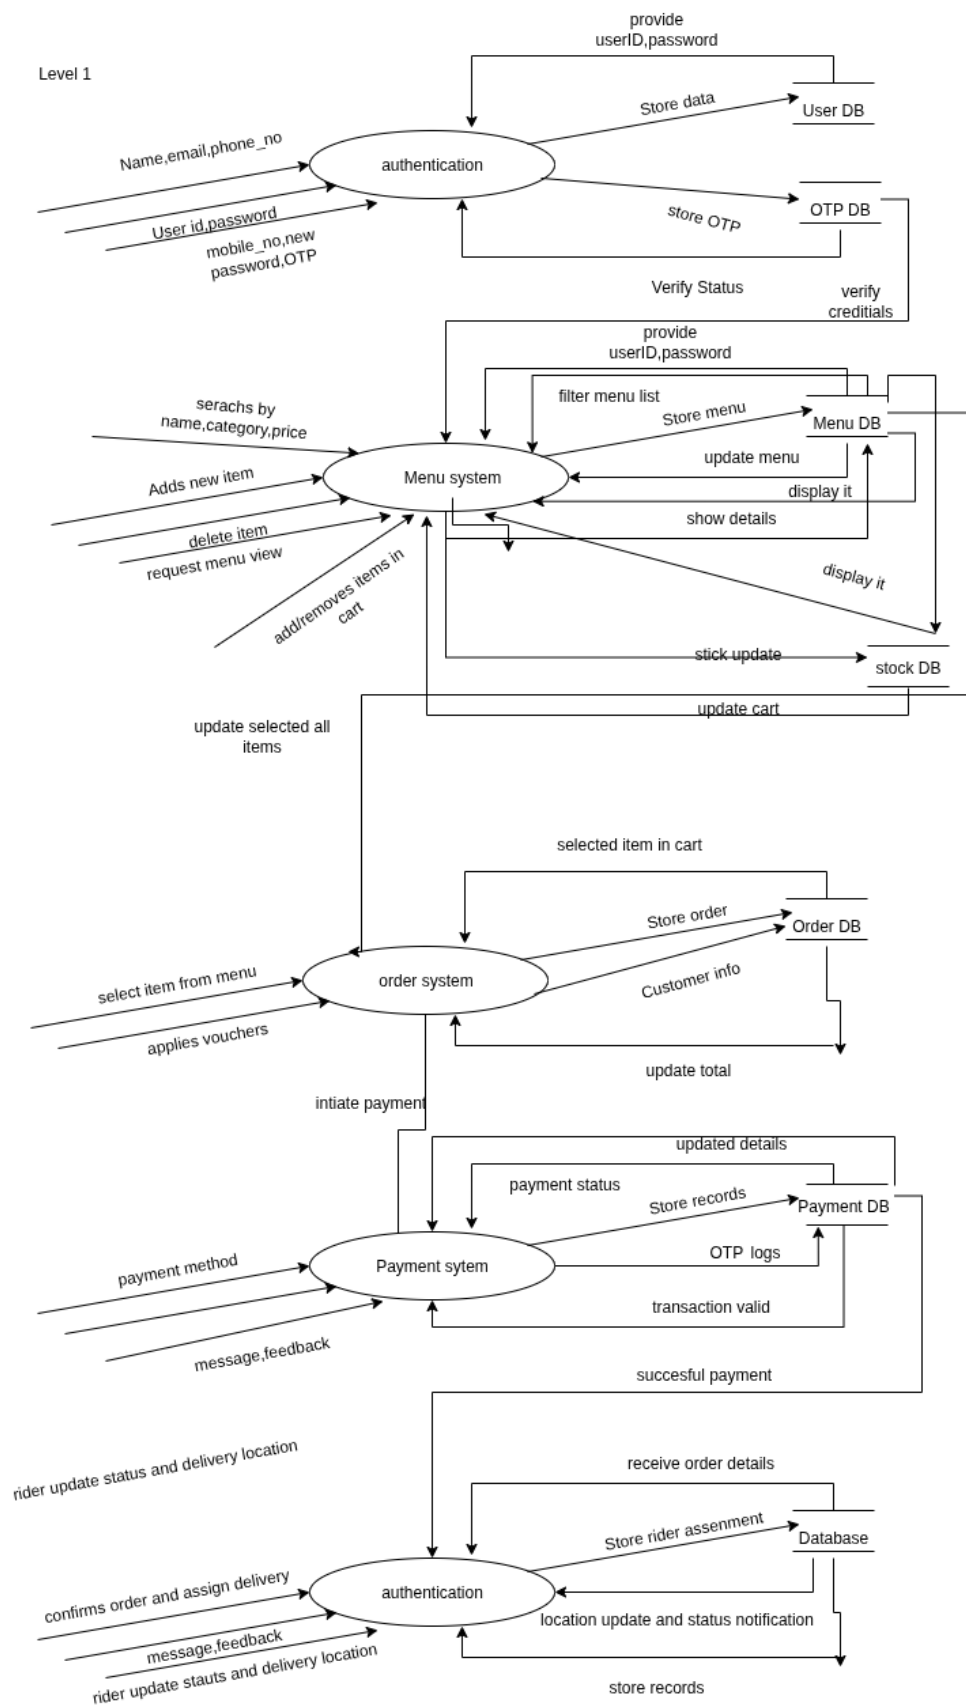 provide
userID,password
Level 1
Store data
User DB
Name,email,phone_no
authentication
User id,password
store OTP
OTP DB
mobile_no,new
password,OTP
Verify Status
verify
creditials
provide
userID,password
filter menu list
serachs by
name,category,price
Store menu
Menu DB
update menu
Menu system
Adds new item
display it
show details
delete item
request menu view
display it
add/removes items in
cart
stick update
stock DB
update cart
update selected all
items
selected item in cart
Store order
Order DB
select item from menu
order system
Customer info
applies vouchers
update total
intiate payment
updated details
payment status
Store records
Payment DB
OTP logs
payment method
Payment sytem
transaction valid
message,feedback
succesful payment
rider update status and delivery location
receive order details
Store rider assenment
Database
confirms order and assign delivery
authentication
location update and status notification
message,feedback
rider update stauts and delivery location
store records